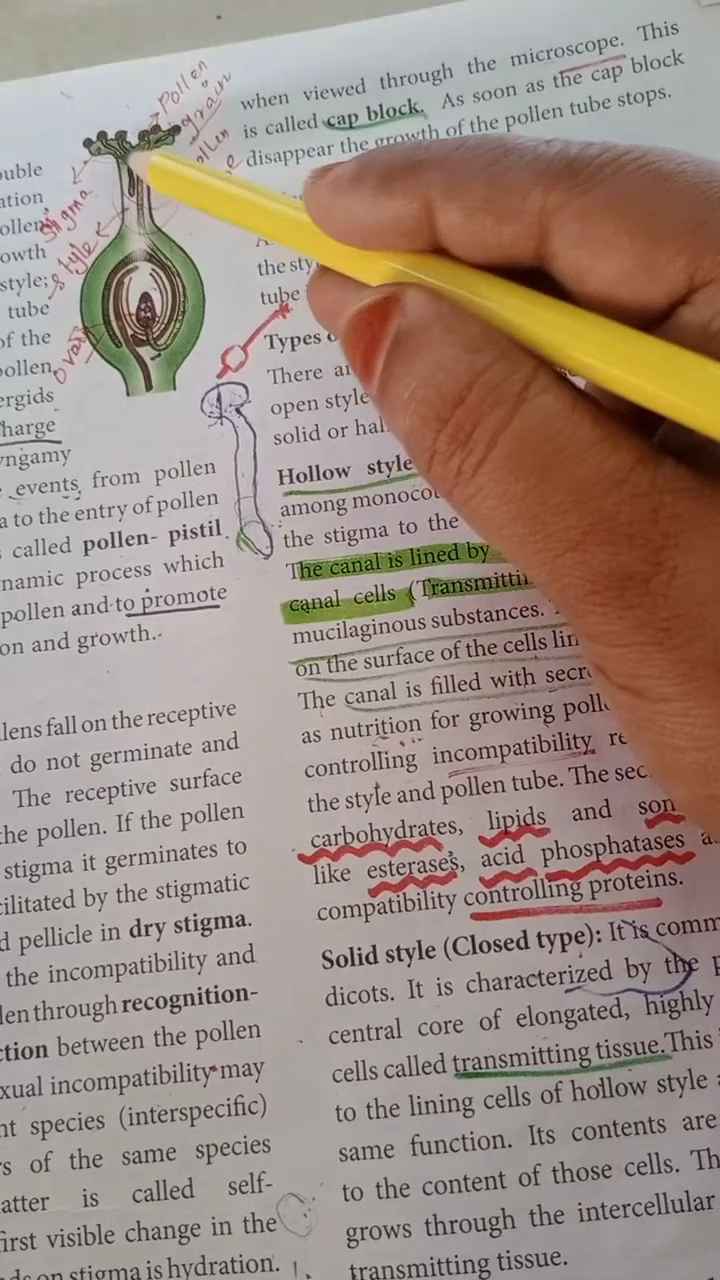 Pollen
grain
ollen
Stigma
style
Ovary
ouble
ation
ollen
owth
style;
tube
of the
pollen,
ergids
harge
yngamy
events, from pollen
a to the entry of pollen
called pollen- pistil
namic process which
pollen and to promote
on and growth.
lens fall on the receptive
do not germinate and
The receptive surface
the pollen. If the pollen
stigma it germinates to
cilitated by the stigmatic
d pellicle in dry stigma.
the incompatibility and
len through recognition-
ction between the pollen
xual incompatibility may
nt species (interspecific)
rs of the same species
atter is called self-
first visible change in the
on stigma is hydration.
when viewed through the microscope. This
is called cap block. As soon as the cap block
disappear the growth of the pollen tube stops.
the sty
tube
Types o
There ar
open style
solid or hal
Hollow style
among monocot
the stigma to the
The canal is lined by
canal cells (Transmittin
mucilaginous substances.
on the surface of the cells lin
The canal is filled with secr
as nutrition for growing poll
controlling incompatibility re
the style and pollen tube. The sec
carbohydrates, lipids and som
like esterases, acid phosphatases a
compatibility controlling proteins.
Solid style (Closed type): It is comm
dicots. It is characterized by the p
central core of elongated, highly
cells called transmitting tissue. This
to the lining cells of hollow style a
same function. Its contents are
to the content of those cells. Th
grows through the intercellular
transmitting tissue.